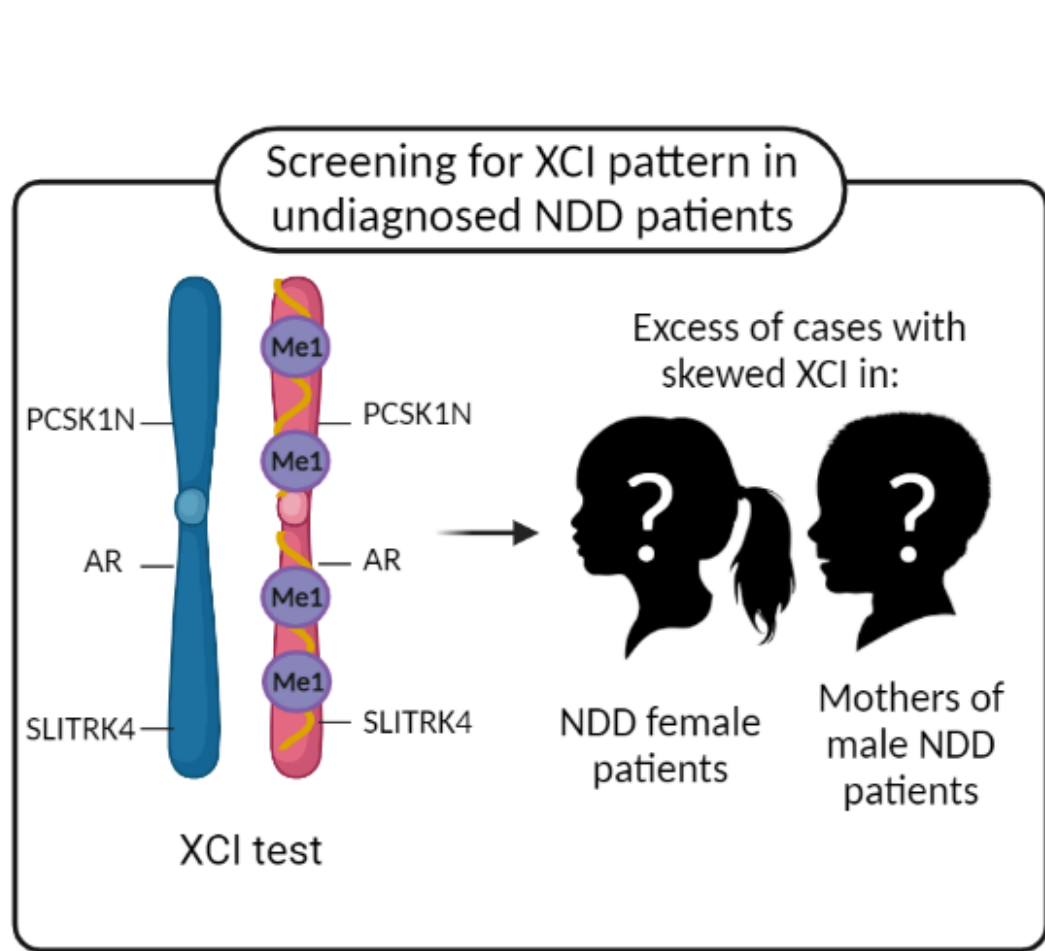 Screening for XCI pattern in
undiagnosed NDD patients
Excess of cases with
skewed XCI in:
Me1
PCSK1N
PCSK1N
Me1
AR
AR
Me1
Me1
SLITRK4
SLITRK4
XCI test
?
?
NDD female
patients
Mothers of
male NDD
patients